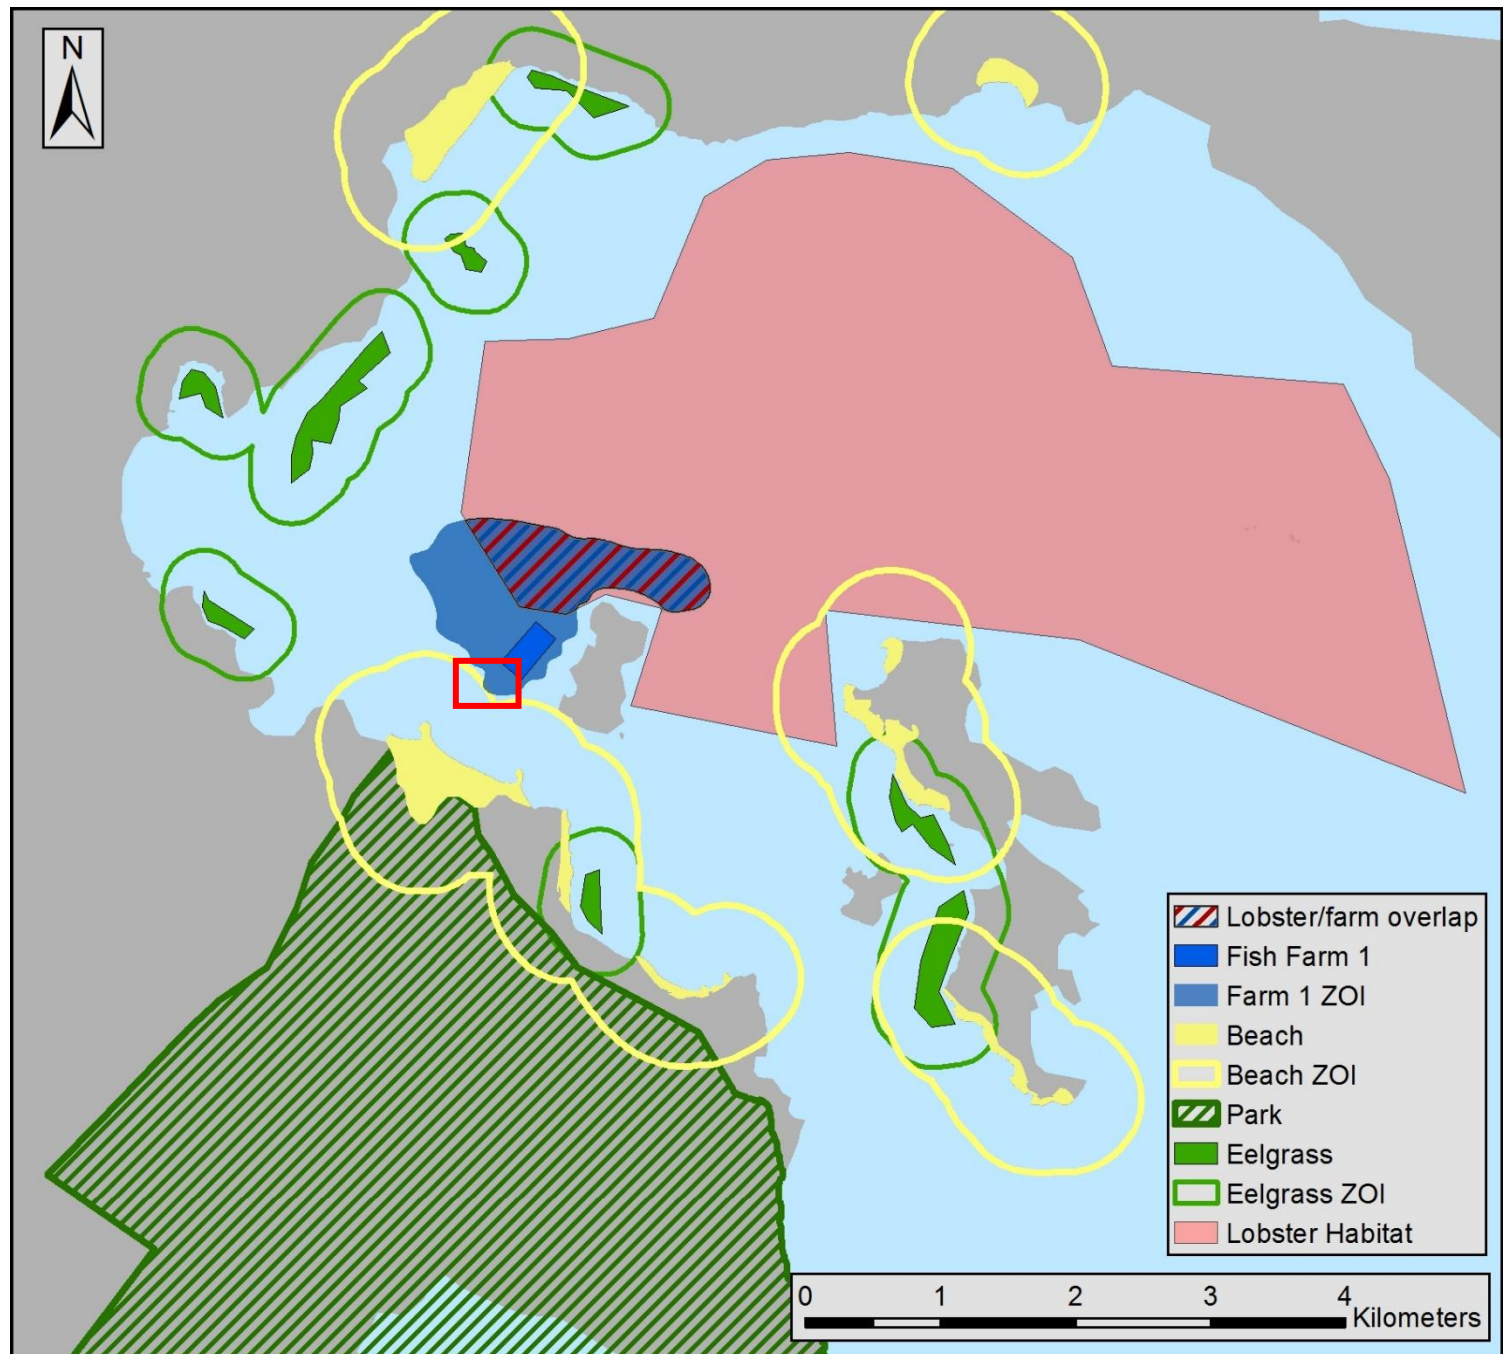 N
Lobster/farm overlap
Fish Farm 1
Farm 1 ZOI
Beach
Beach ZOI
Park
Eelgrass
Eelgrass ZOI
Lobster Habitat
0 1 2 3 4
Kilometers